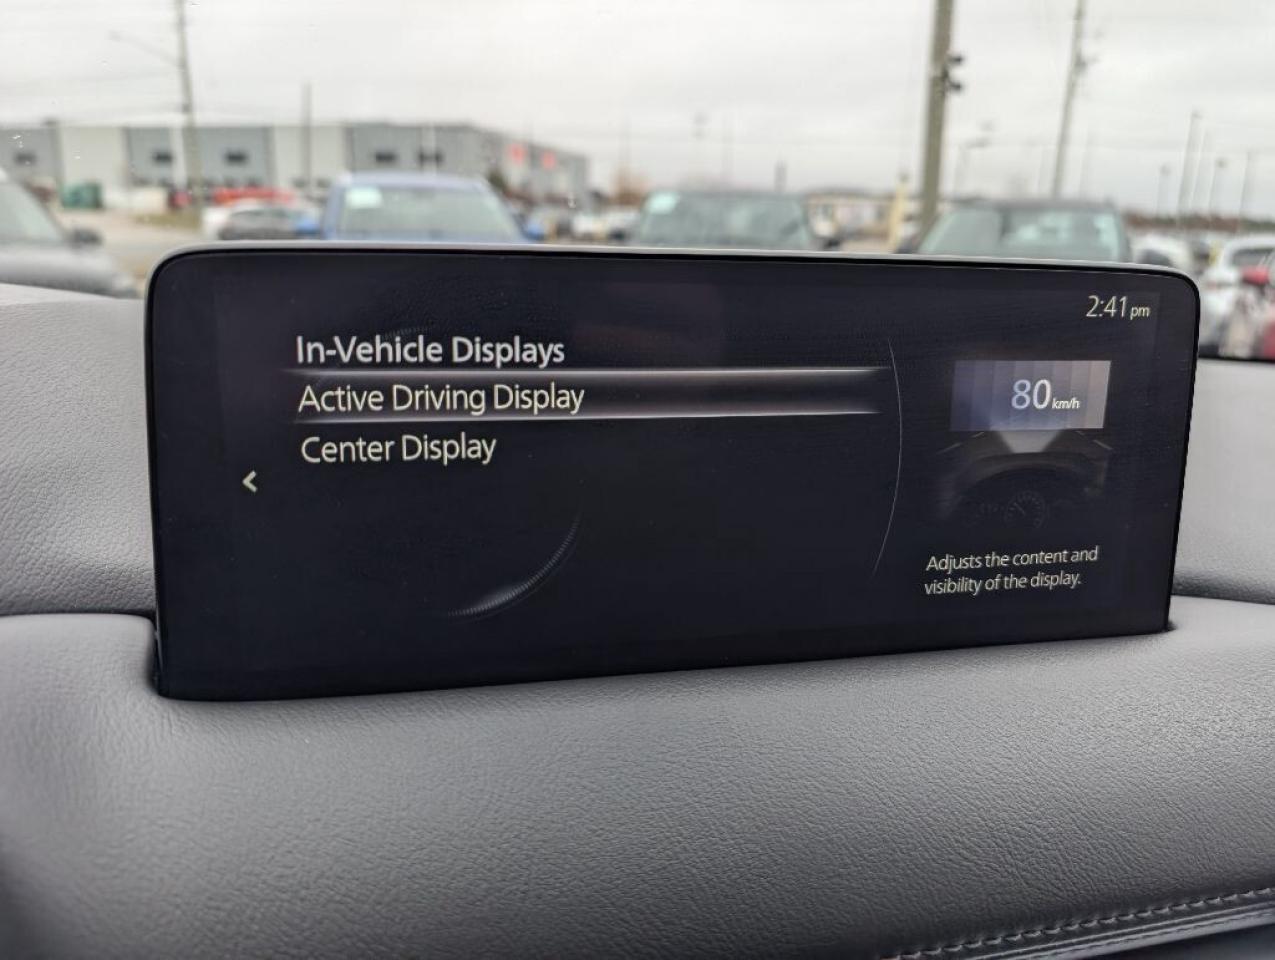 2:41 pm
In-Vehicle Displays
Active Driving Display
Center Display
80 km/h
Adjusts the content and
visibility of the display.